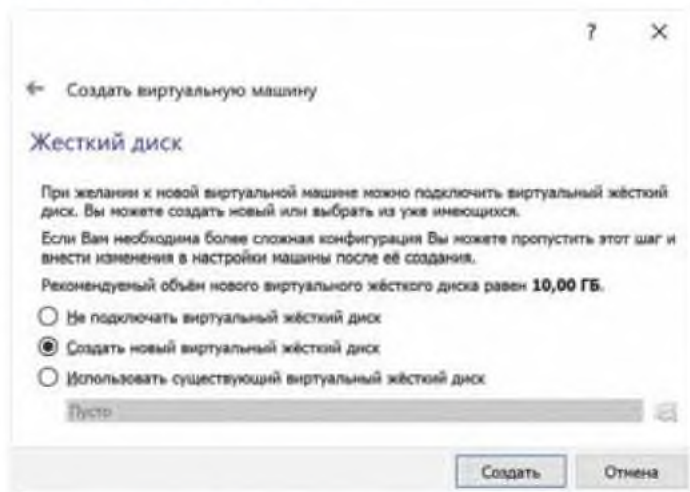 ?
Создать виртуальную машину
Жесткий диск
При желании к новой виртуальной машине можно подключить виртуальный жёсткий
диск. Вы можете создать новый или выбрать из уже имеющихся.
Если Вам необходима более сложная конфигурация Вы можете пропустить этот шаг и
внести изменения в настройки машины после её создания.
Рекомендуемый объём нового виртуального жёсткого диска равен 10,00 ГБ.
Не подключать виртуальный жёсткий диск
Создать новый виртуальный жёсткий диск
Использовать существующий виртуальный жёсткий диск
Пусто
Создать Отмена